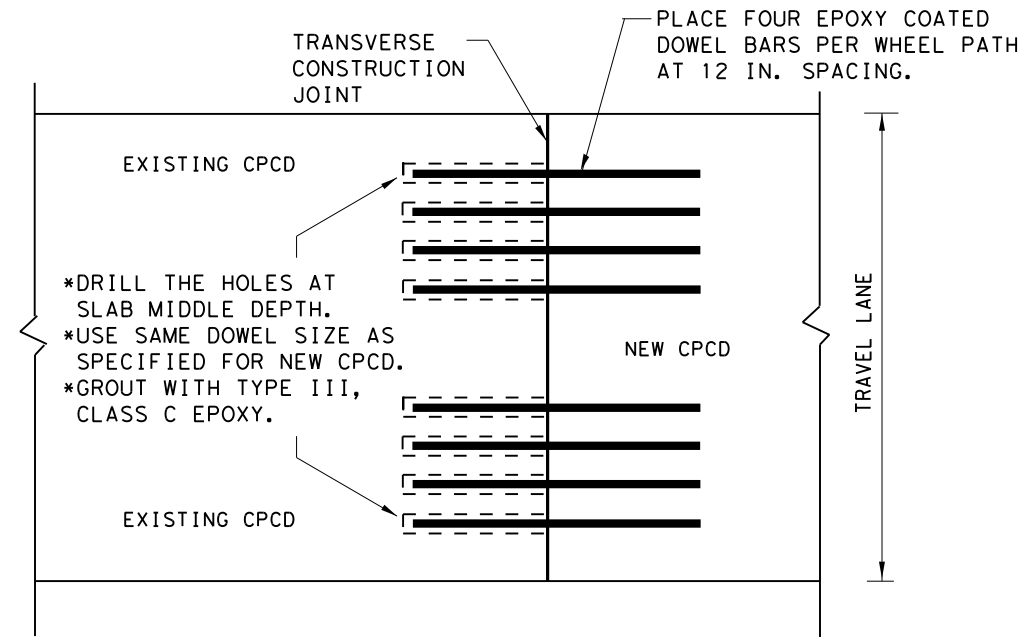 PLACE FOUR EPOXY COATED
DOWEL BARS PER WHEEL PATH
AT 12 IN. SPACING.
TRANSVERSE
CONSTRUCTION
JOINT
EXISTING CPCD
*DRILL THE HOLES AT
SLAB MIDDLE DEPTH.
*USE SAME DOWEL SIZE AS
SPECIFIED FOR NEW CPCD.
*GROUT WITH TYPE III,
CLASS C EPOXY.
NEW CPCD
TRAVEL LANE
EXISTING CPCD